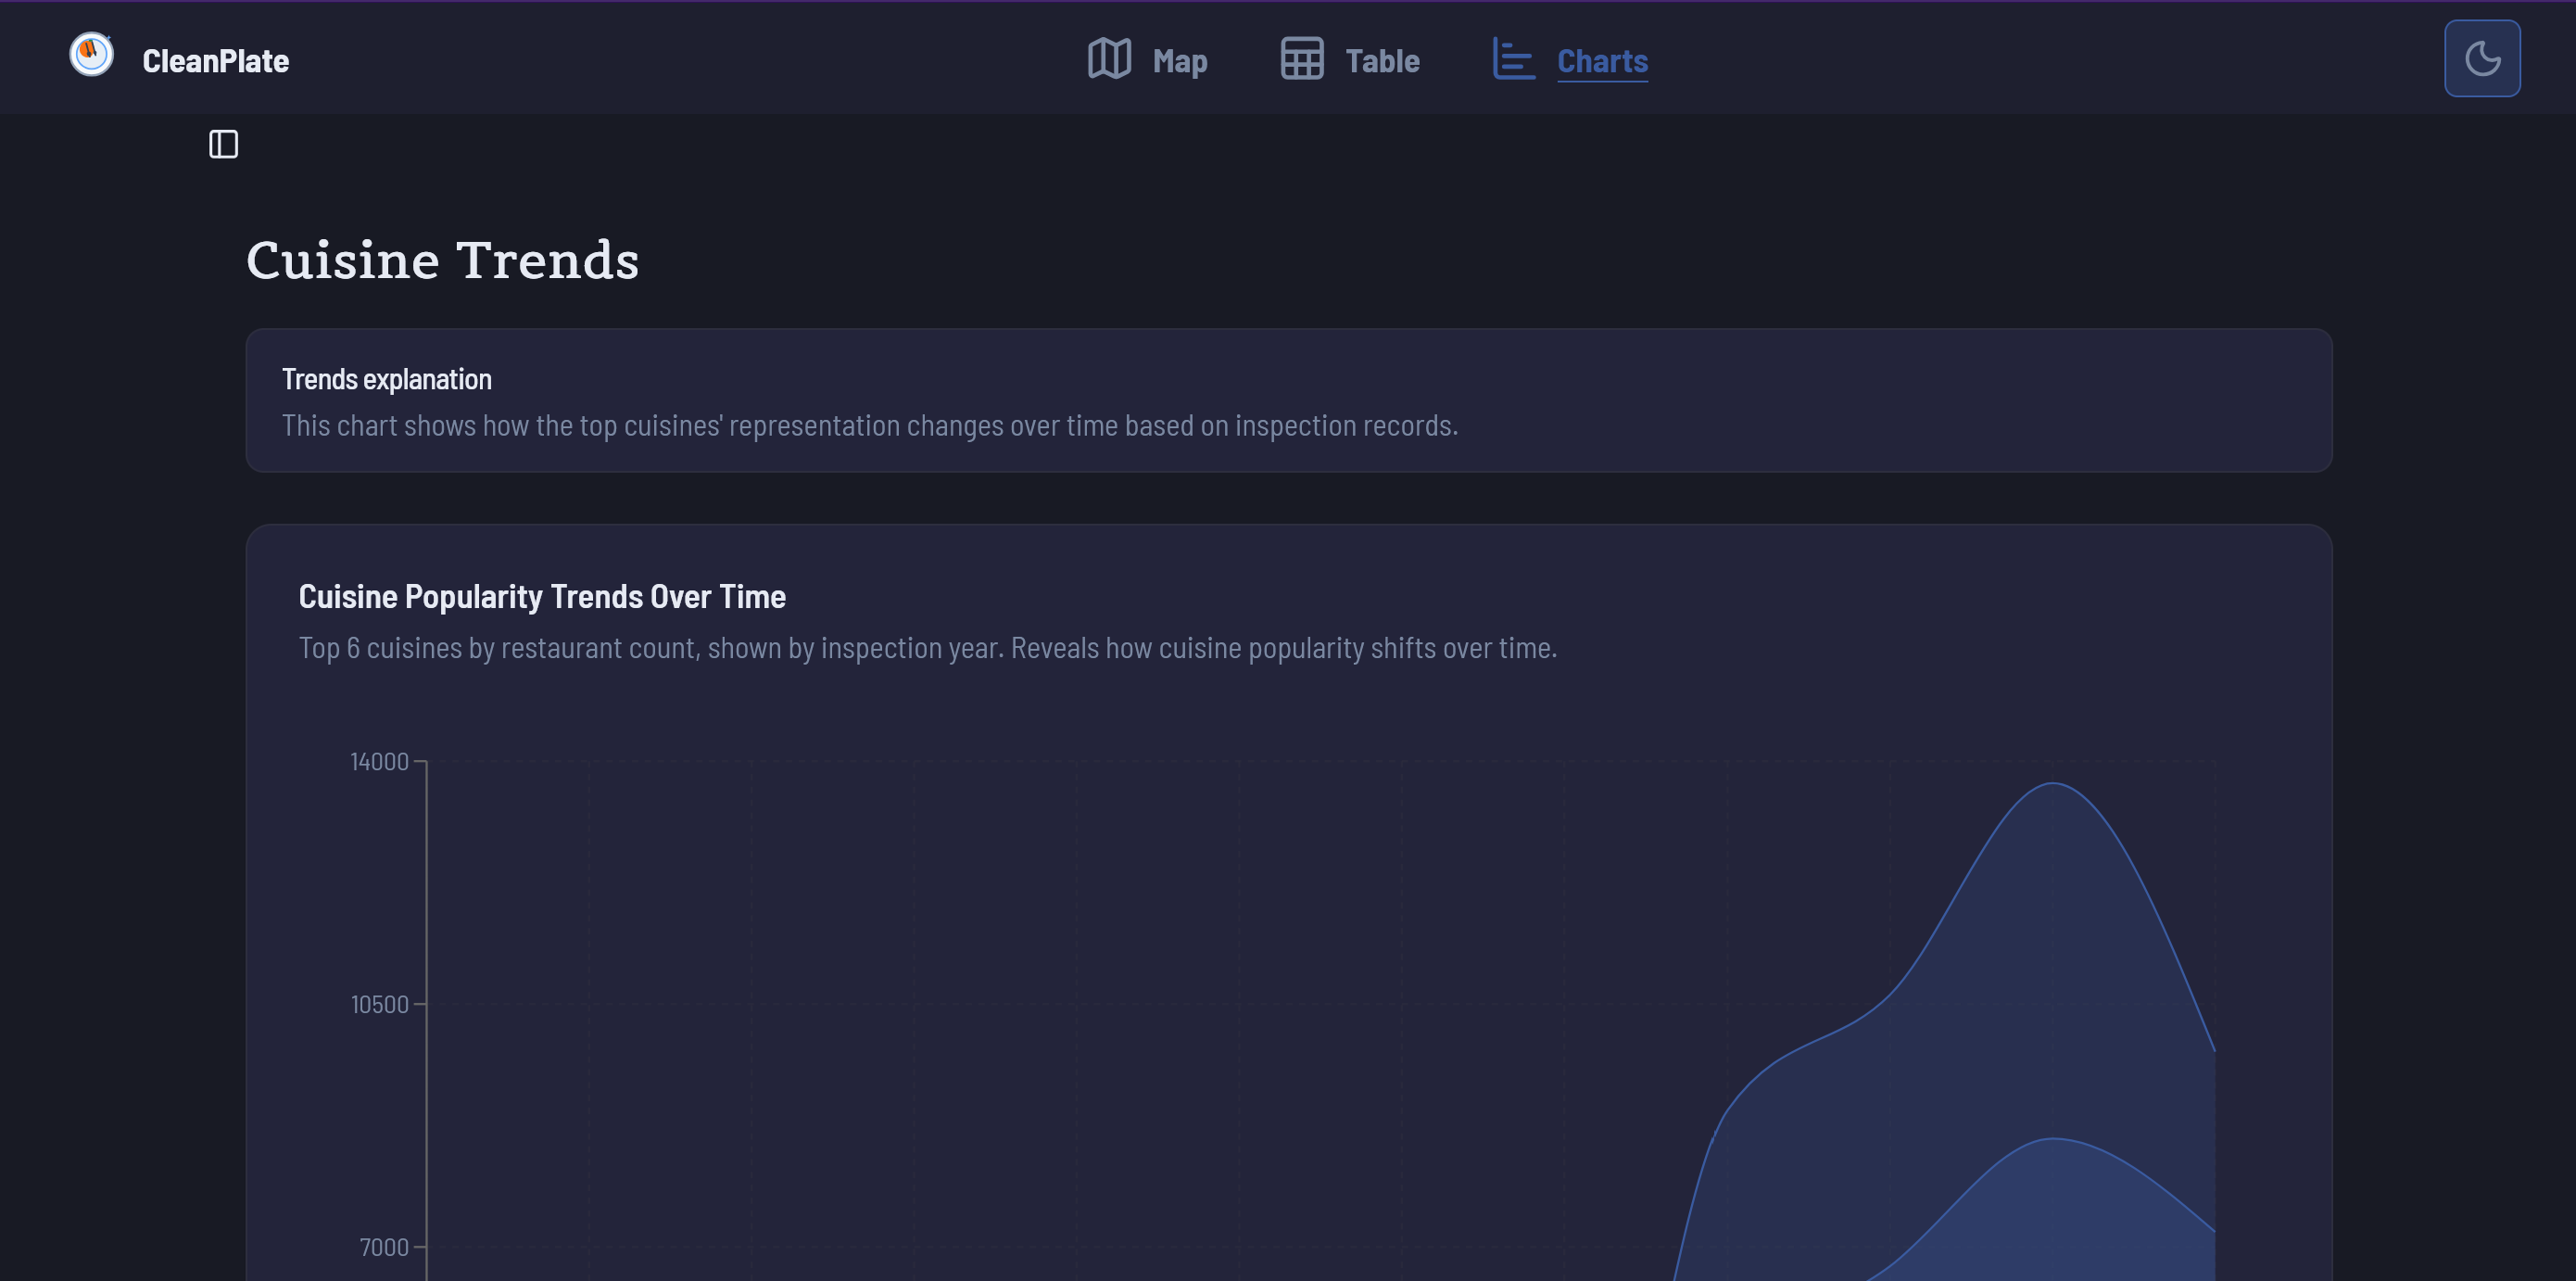 CleanPlate
Map
Table
Charts
Cuisine Trends
Trends explanation
This chart shows how the top cuisines' representation changes over time based on inspection records.
Cuisine Popularity Trends Over Time
Top 6 cuisines by restaurant count, shown by inspection year. Reveals how cuisine popularity shifts over time.
14000
10500
7000